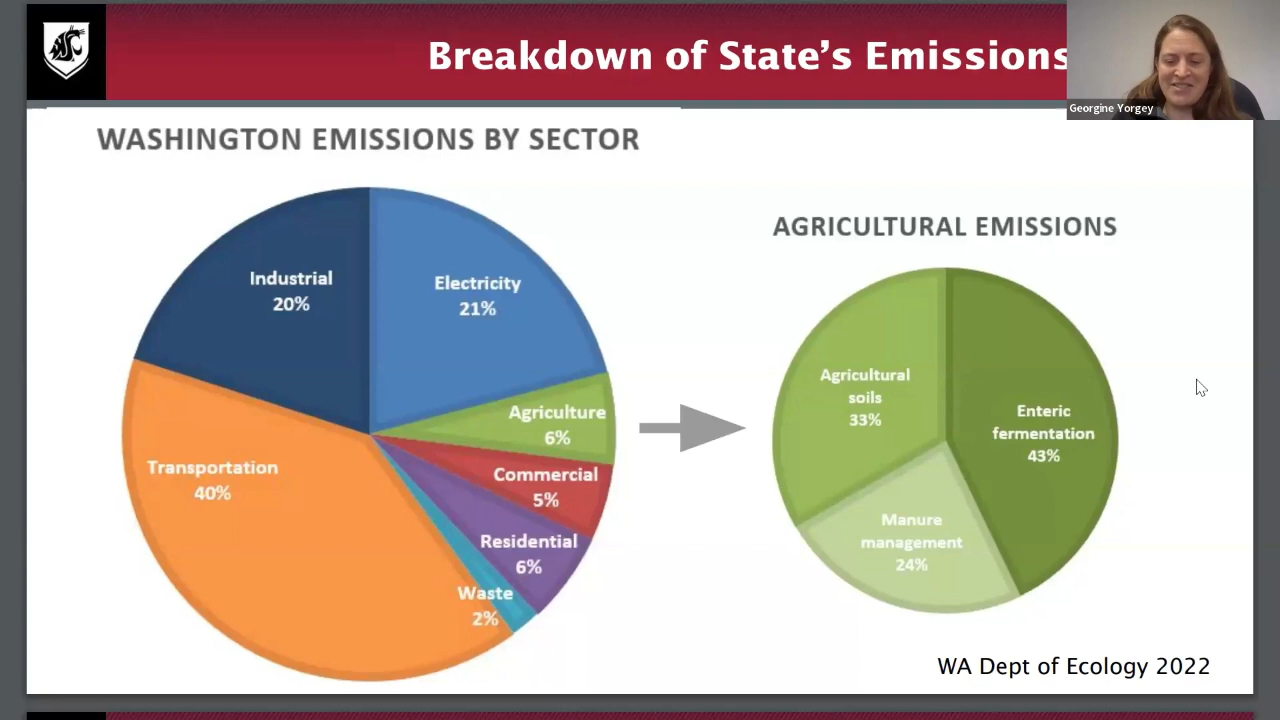 Breakdown of State's Emissions
Georgine Yorgey
WASHINGTON EMISSIONS BY SECTOR
Industrial
20%
Electricity
21%
Agriculture
6%
Commercial
5%
Residential
6%
Waste
2%
Transportation
40%
AGRICULTURAL EMISSIONS
Agricultural
soils
33%
Enteric
fermentation
43%
Manure
management
24%
WA Dept of Ecology 2022